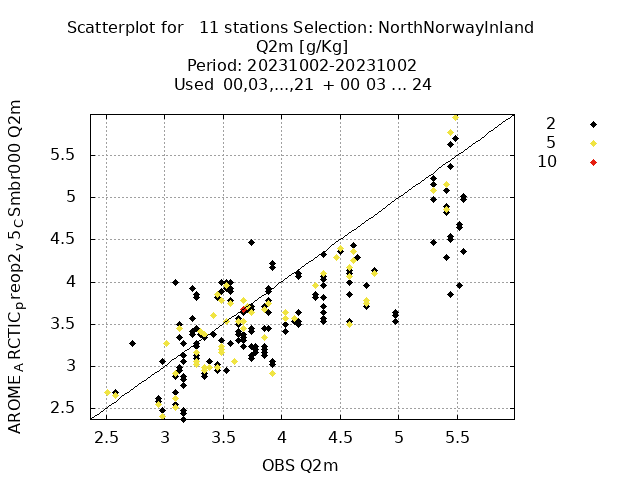 Scatterplot for 11 stations Selection: NorthNorwayInland
Q2m [g/Kg]
Period: 20231002-20231002
Used 00,03,...,21 + 00 03 ... 24
2
5
10
AROME_ARCTIC_preop2_v5_CSmbr000 Q2m
5.5
5
4.5
4
3.5
3
2.5
2.5 3 3.5 4 4.5 5 5.5
OBS Q2m